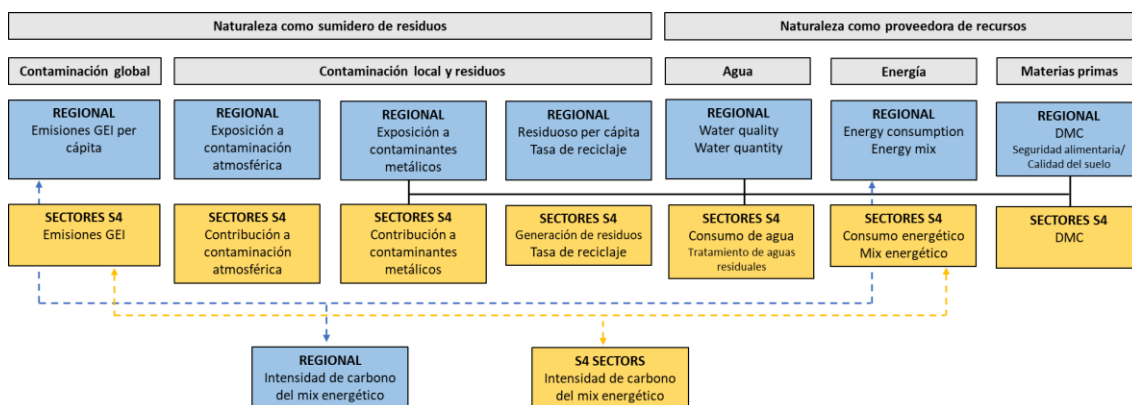 Naturaleza como sumidero de residuos
Naturaleza como proveedora de recursos
Contaminación global
Contaminación local y residuos
Agua
Energía
Materias primas
REGIONAL
Emisiones GEI per
cápita
REGIONAL
Exposición a
contaminación
atmosférica
REGIONAL
Exposición a
contaminantes
metálicos
REGIONAL
Residuoso per cápita
Tasa de reciclaje
REGIONAL
Water quality
Water quantity
REGIONAL
Energy consumption
Energy mix
REGIONAL
DMC
Seguridad alimentaria/
Calidad del suelo
SECTORES S4
Emisiones GEI
SECTORES S4
Contribución a
contaminación
atmosférica
SECTORES S4
Contribución a
contaminantes
metálicos
SECTORES S4
Generación de residuos
Tasa de reciclaje
SECTORES S4
Consumo de agua
Tratamiento de aguas
residuales
SECTORES S4
Consumo energético
Mix energético
SECTORES S4
DMC
REGIONAL
Intensidad de carbono
del mix energético
S4 SECTORS
Intensidad de carbono
del mix energético